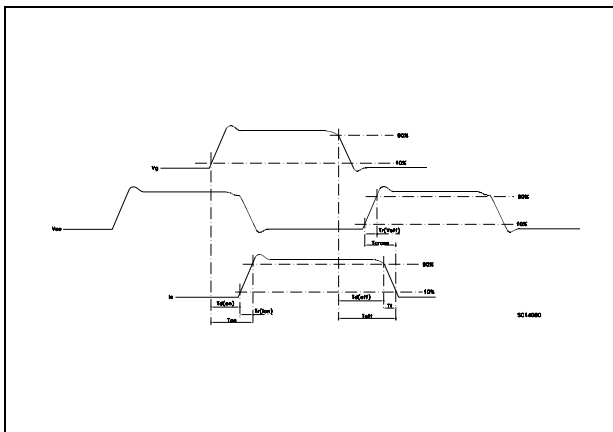 90%
10%
Vg
90%
Vce
10%
Tr(Voff)
Tcross
90%
Ic
10%
Td(on)
Tr(Ion)
Td(off)
Tf
Ton
Toff
SC14080